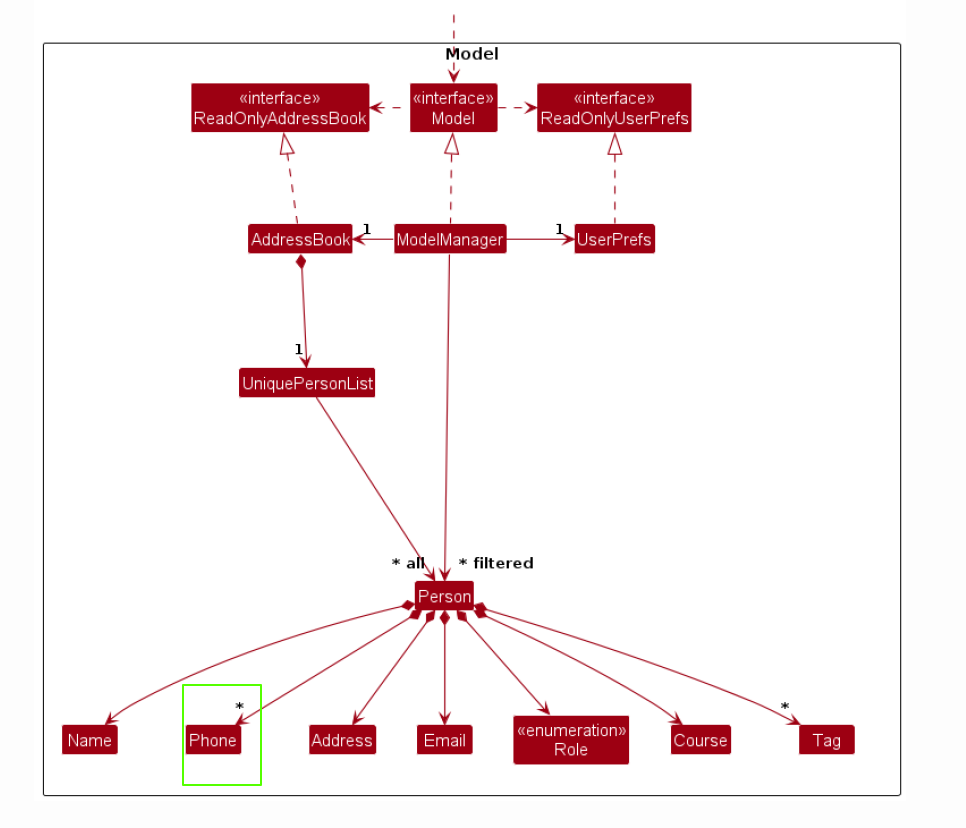 Model
«interface»
ReadOnlyAddressBook
«interface»
Model
«interface»
ReadOnlyUserPrefs
AddressBook
1
ModelManager
1
UserPrefs
1
UniquePersonList
* all
* filtered
Person
*
*
Name
Phone
Address
Email
«enumeration»
Role
Course
Tag